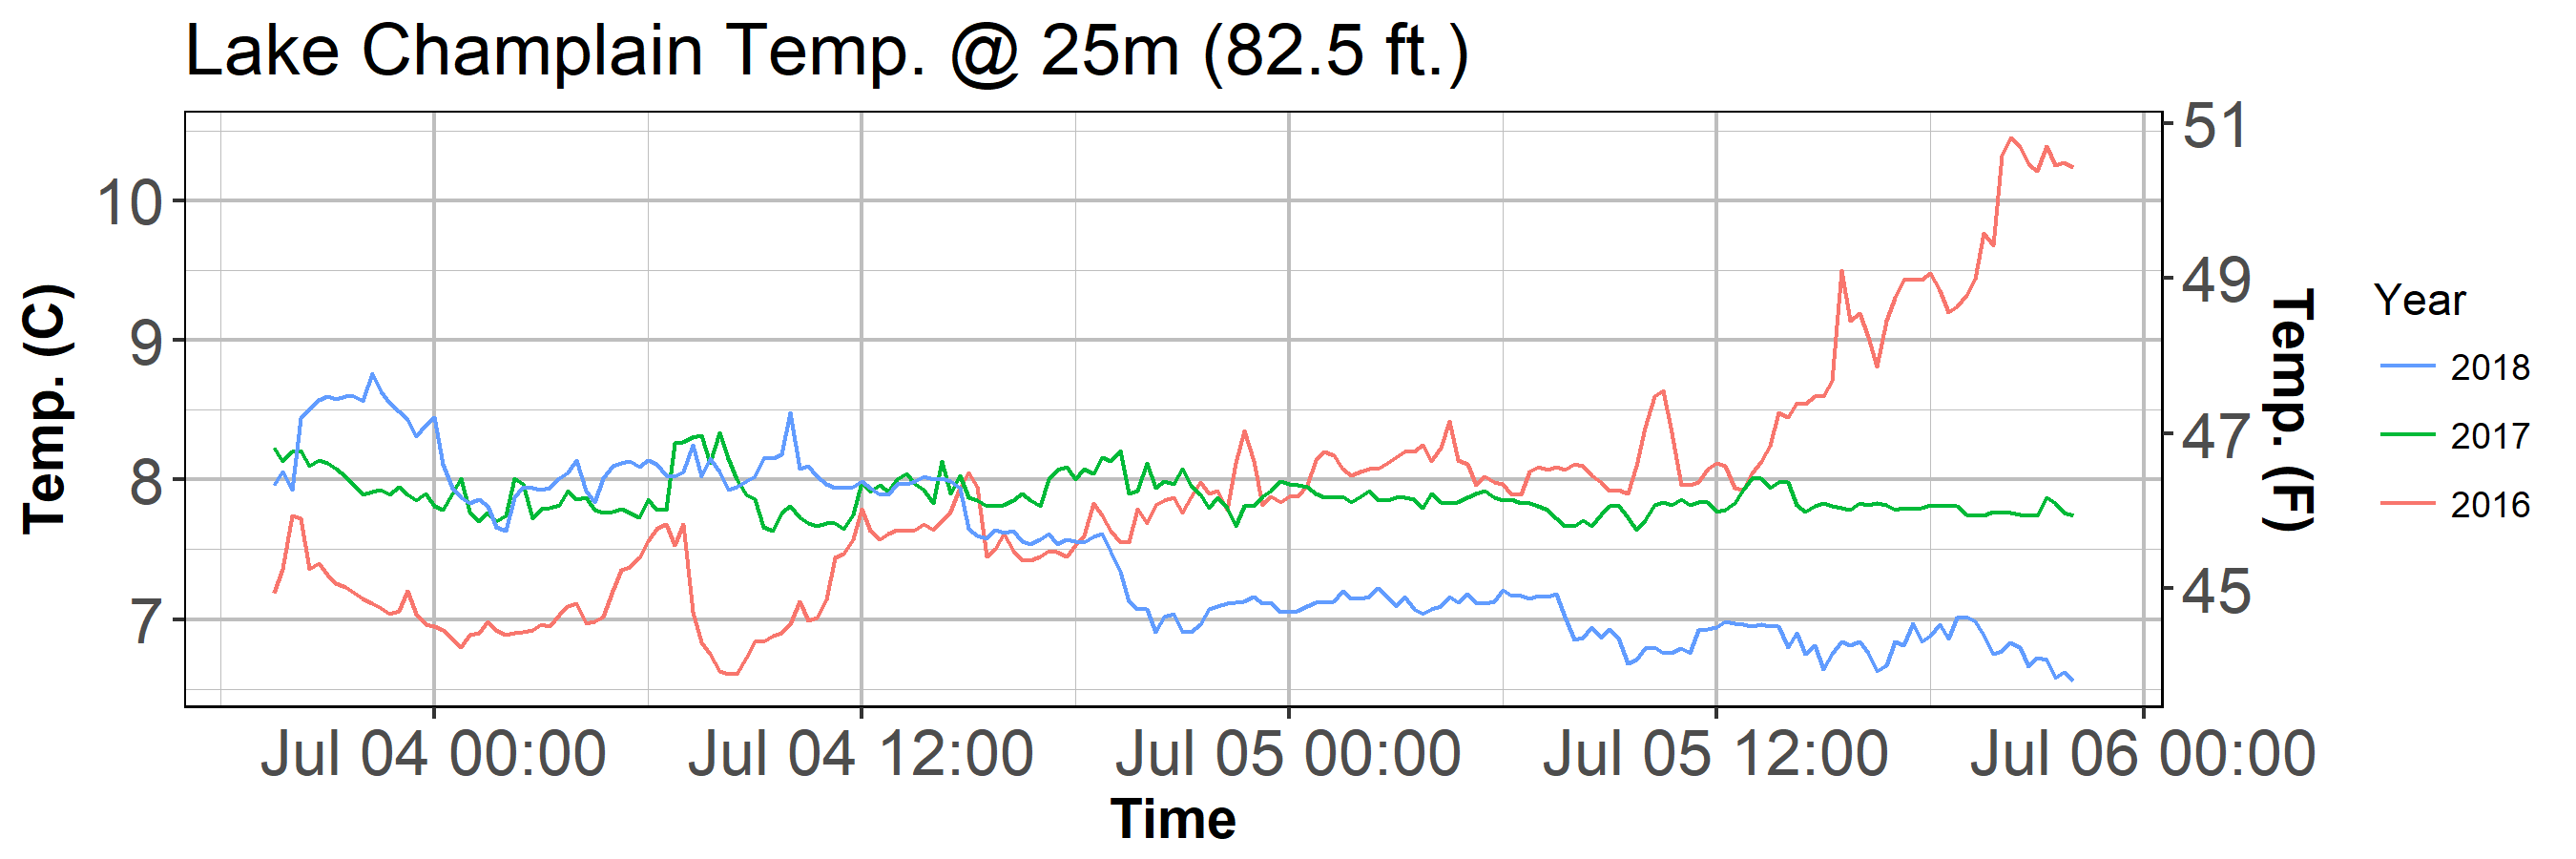 Lake Champlain Temp. @ 25m (82.5 ft.)
Temp. (C)
10
9
8
7
51
49
47
45
Temp. (F)
Jul 04 00:00
Jul 04 12:00
Jul 05 00:00
Jul 05 12:00
Jul 06 00:00
Time
Year
2018
2017
2016